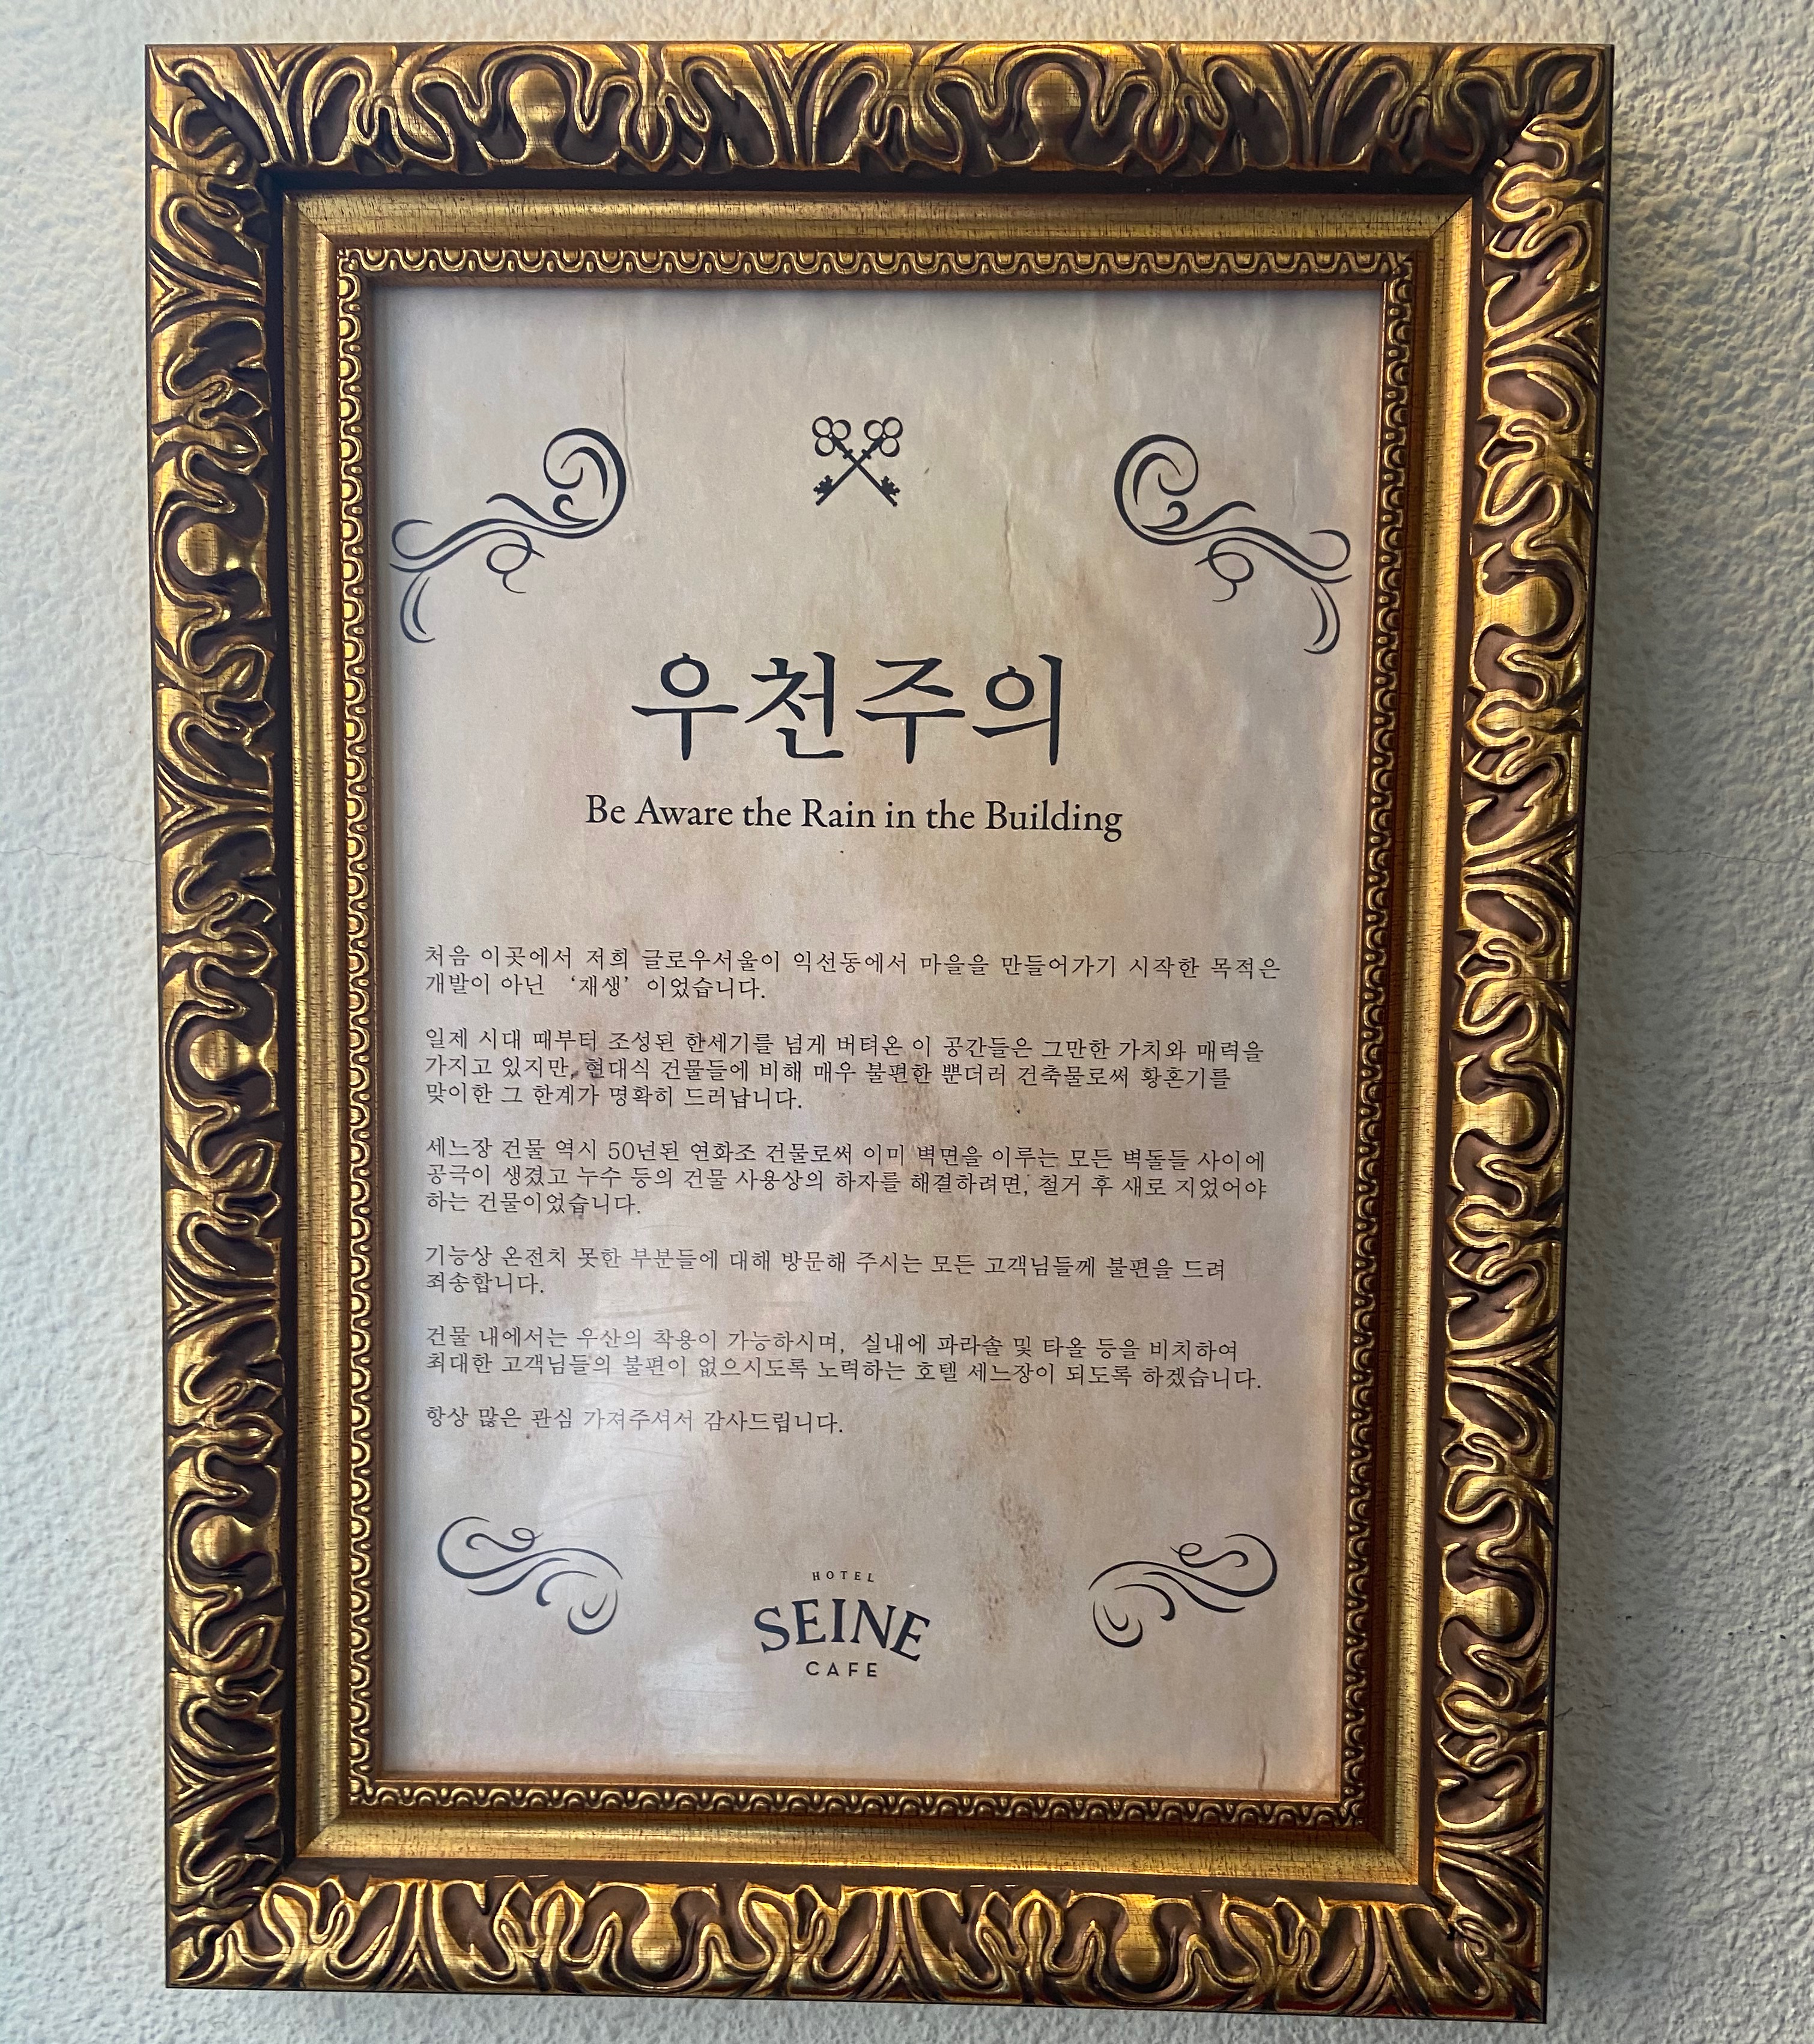 우천주의
Be Aware the Rain in the Building
처음 이곳에서 저희 글로우서울이 익선동에서 마을을 만들어가기 시작한 목적은
개발이 아닌 ‘재생’ 이었습니다.
일제 시대 때부터 조성된 한세기를 넘게 버텨온 이 공간들은 그만한 가치와 매력을
가지고 있지만, 현대식 건물들에 비해 매우 불편한 뿐더러 건축물로써 황혼기를
맞이한 그 한계가 명확히 드러납니다.
세느장 건물 역시 50년된 연화조 건물로써 이미 벽면을 이루는 모든 벽돌들 사이에
공극이 생겼고 누수 등의 건물 사용상의 하자를 해결하려면, 철거 후 새로 지었어야
하는 건물이었습니다.
기능상 온전치 못한 부분들에 대해 방문해 주시는 모든 고객님들께 불편을 드려
죄송합니다.
건물 내에서는 우산의 착용이 가능하시며, 실내에 파라솔 및 타올 등을 비치하여
최대한 고객님들의 불편이 없으시도록 노력하는 호텔 세느장이 되도록 하겠습니다.
항상 많은 관심 가져주셔서 감사드립니다.
HOTEL
SEINE
CAFE